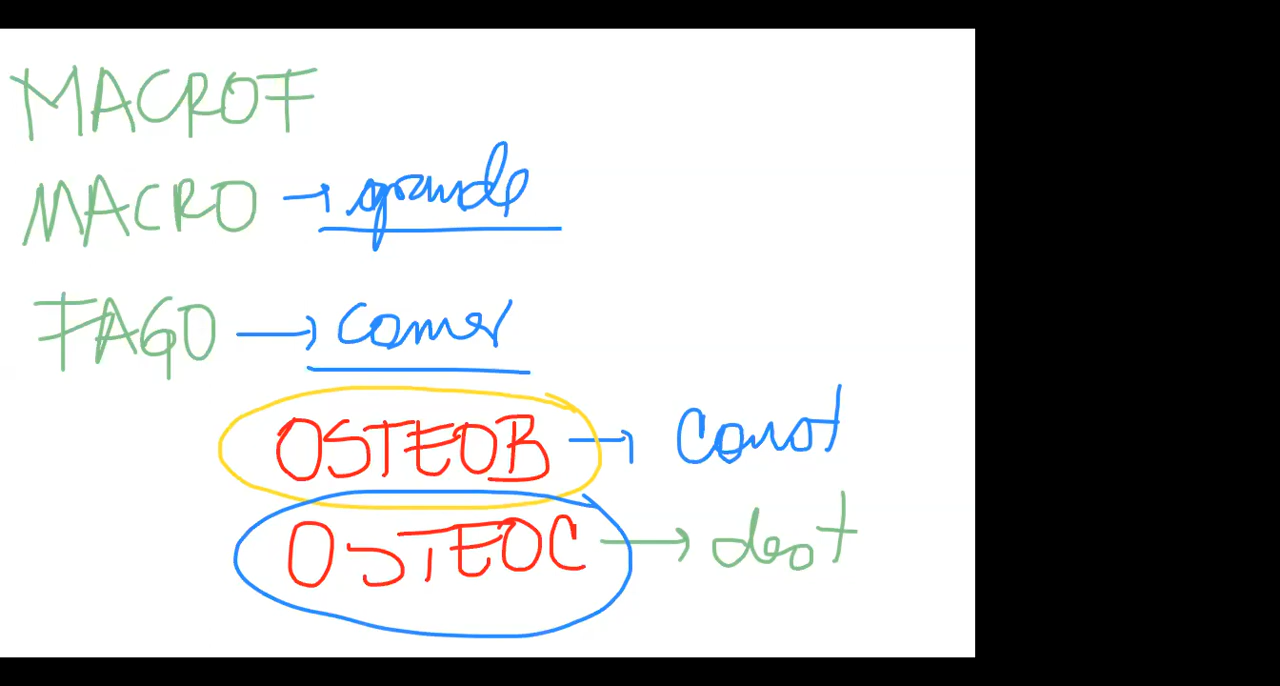 MACROF
MACRO → grande
FAGO → comer
OSTEOB → const
OSTEOC → dest